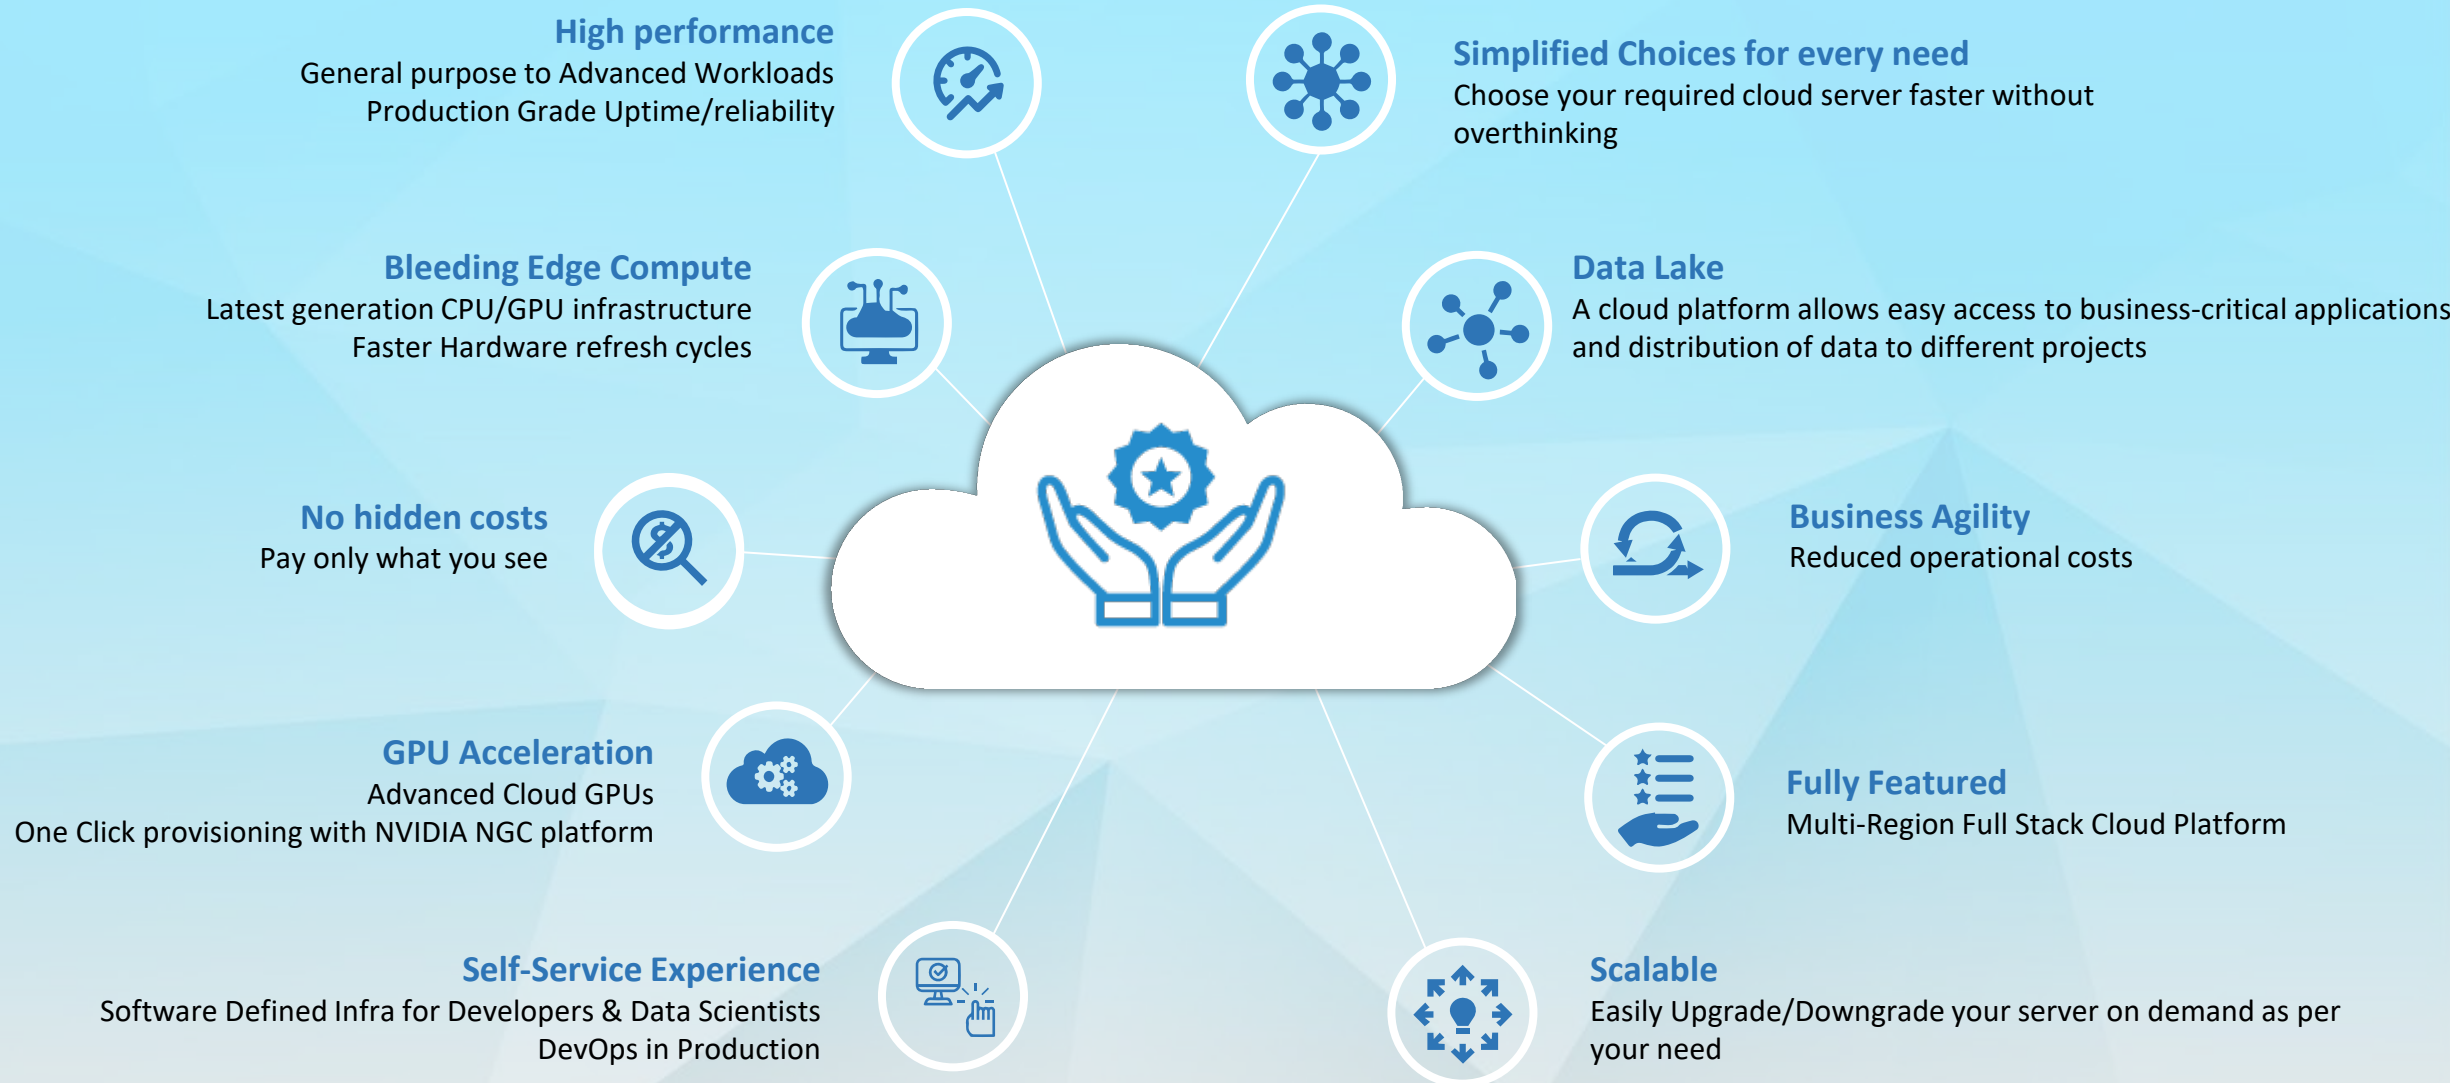 High performance
General purpose to Advanced Workloads
Production Grade Uptime/reliability
Bleeding Edge Compute
Latest generation CPU/GPU infrastructure
Faster Hardware refresh cycles
No hidden costs
Pay only what you see
GPU Acceleration
Advanced Cloud GPUs
One Click provisioning with NVIDIA NGC platform
Self-Service Experience
Software Defined Infra for Developers & Data Scientists
DevOps in Production
Simplified Choices for every need
Choose your required cloud server faster without
overthinking
Data Lake
A cloud platform allows easy access to business-critical applications
and distribution of data to different projects
Business Agility
Reduced operational costs
Fully Featured
Multi-Region Full Stack Cloud Platform
Scalable
Easily Upgrade/Downgrade your server on demand as per
your need